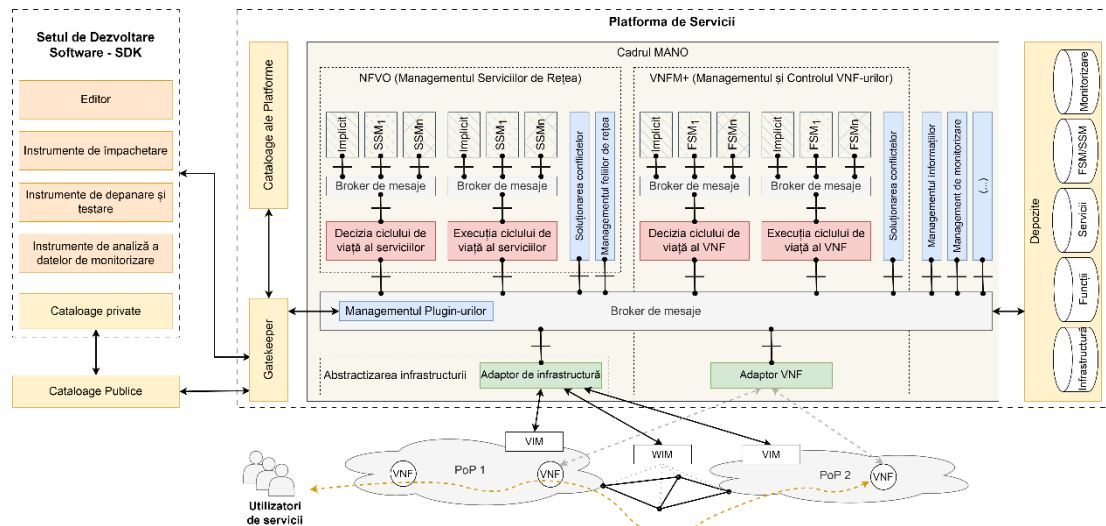 Platforma de Servicii
Setul de Dezvoltare
Software - SDK
Editor
Instrumente de împachetare
Instrumente de depanare și
testare
Instrumente de analiză a
datelor de monitorizare
Cataloage private
Cataloage Publice
Cataloage ale Platforme
Gatekeeper
Cadrul MANO
NFVO (Managementul Serviciilor de Rețea)
Implicit
SSM1
SSMn
Implicit
SSM1
SSMn
Broker de mesaje
Broker de mesaje
Decizia ciclului de
viață al serviciilor
Execuția ciclului de
viață al serviciilor
Soluționarea conflictelor
Managementul feliilor de rețea
VNFM+ (Managementul și Controlul VNF-urilor)
Implicit
FSM1
FSMn
Implicit
FSM1
FSMn
Broker de mesaje
Broker de mesaje
Decizia ciclului de
viață al VNF
Execuția ciclului de
viață al VNF
Soluționarea conflictelor
Managementul informațiilor
Management de monitorizare
(...)
Managementul Plugin-urilor
Broker de mesaje
Abstractizarea infrastructurii
Adaptor de infrastructură
Adaptor VNF
Depozite
Monitorizare
FSM/SSM
Servicii
Funcții
Infrastructură
VIM
WIM
VIM
VNF
PoP 1
VNF
PoP 2
VNF
Utilizatori
de servicii